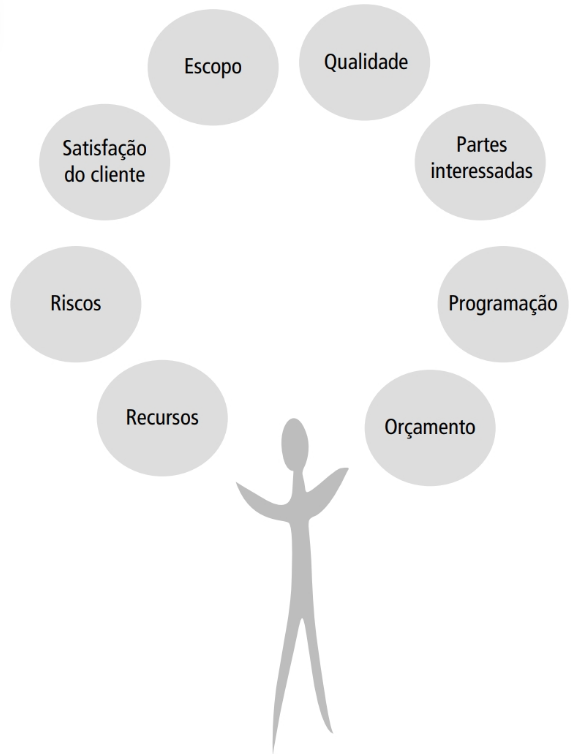 Escopo
Qualidade
Satisfação
do cliente
Partes
interessadas
Riscos
Programação
Recursos
Orçamento